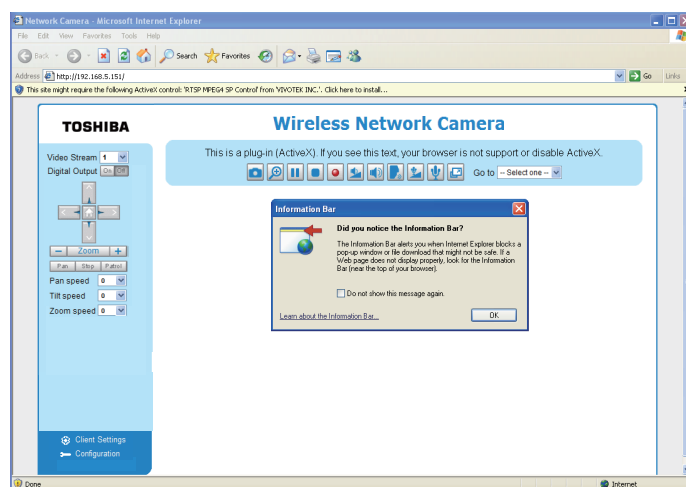 Network Camera - Microsoft Internet Explorer
File Edit View Favorites Tools Help
Back Search Favorites
Address http://192.168.5.151/ Go Links
This site might require the following ActiveX control: 'RTSP MPEG4 SP Control' from 'VIVOTEK INC.'. Click here to install...
TOSHIBA
Wireless Network Camera
This is a plug-in (ActiveX). If you see this text, your browser is not support or disable ActiveX.
Video Stream 1
Digital Output On Off
Go to -- Select one --
Zoom
Pan Stop Patrol
Pan speed 0
Tilt speed 0
Zoom speed 0
Information Bar
Did you notice the Information Bar?
The Information Bar alerts you when Internet Explorer blocks a
pop-up window or file download that might not be safe. If a
Web page does not display properly, look for the Information
Bar (near the top of your browser).
Do not show this message again.
Learn about the Information Bar...
OK
Client Settings
Configuration
Done
Internet